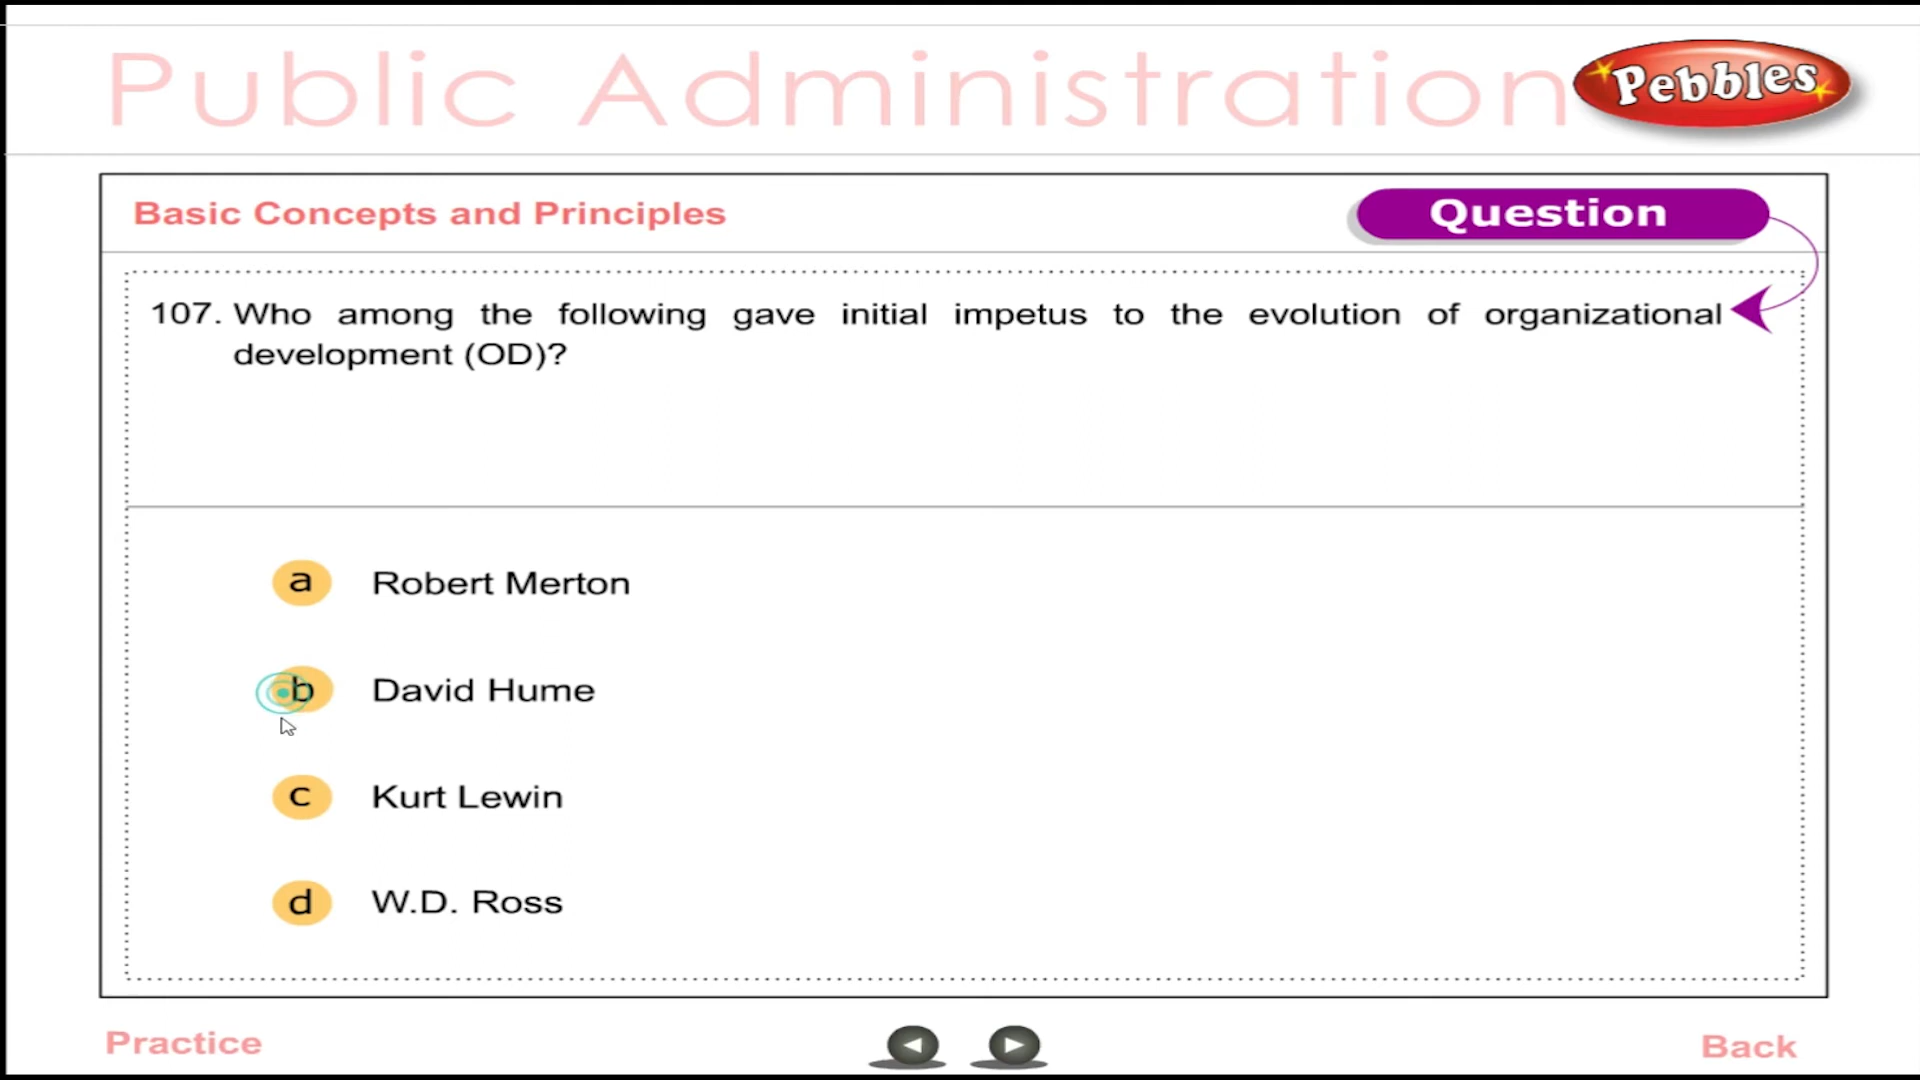 Public Administration
Pebbles
Basic Concepts and Principles
Question
107. Who among the following gave initial impetus to the evolution of organizational
development (OD)?
a Robert Merton
b David Hume
c Kurt Lewin
d W.D. Ross
Practice
Back